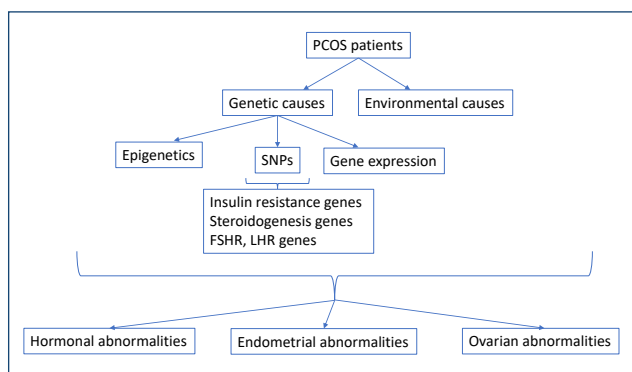 PCOS patients
Genetic causes
Environmental causes
Epigenetics
SNPs
Gene expression
Insulin resistance genes
Steroidogenesis genes
FSHR, LHR genes
Hormonal abnormalities
Endometrial abnormalities
Ovarian abnormalities